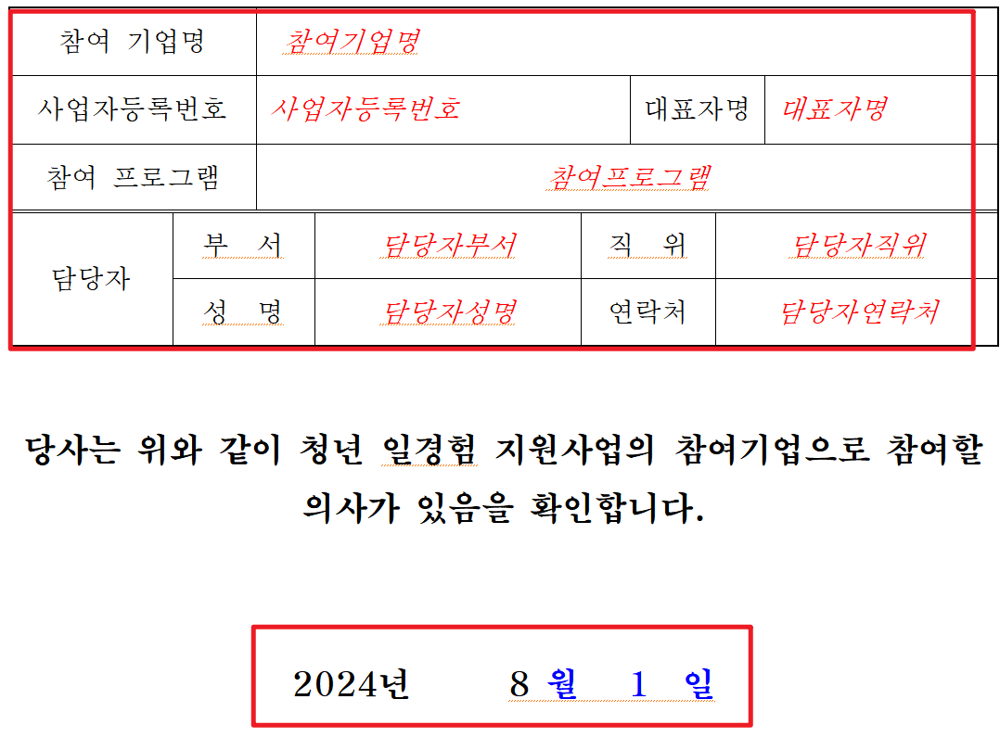 참여 기업명 참여기업명
사업자등록번호 사업자등록번호 대표자명 대표자명
참여 프로그램 참여프로그램
담당자
부 서 담당자부서 직 위 담당자직위
성 명 담당자성명 연락처 담당자연락처
당사는 위와 같이 청년 일경험 지원사업의 참여기업으로 참여할
의사가 있음을 확인합니다.
2024년 8 월 1 일